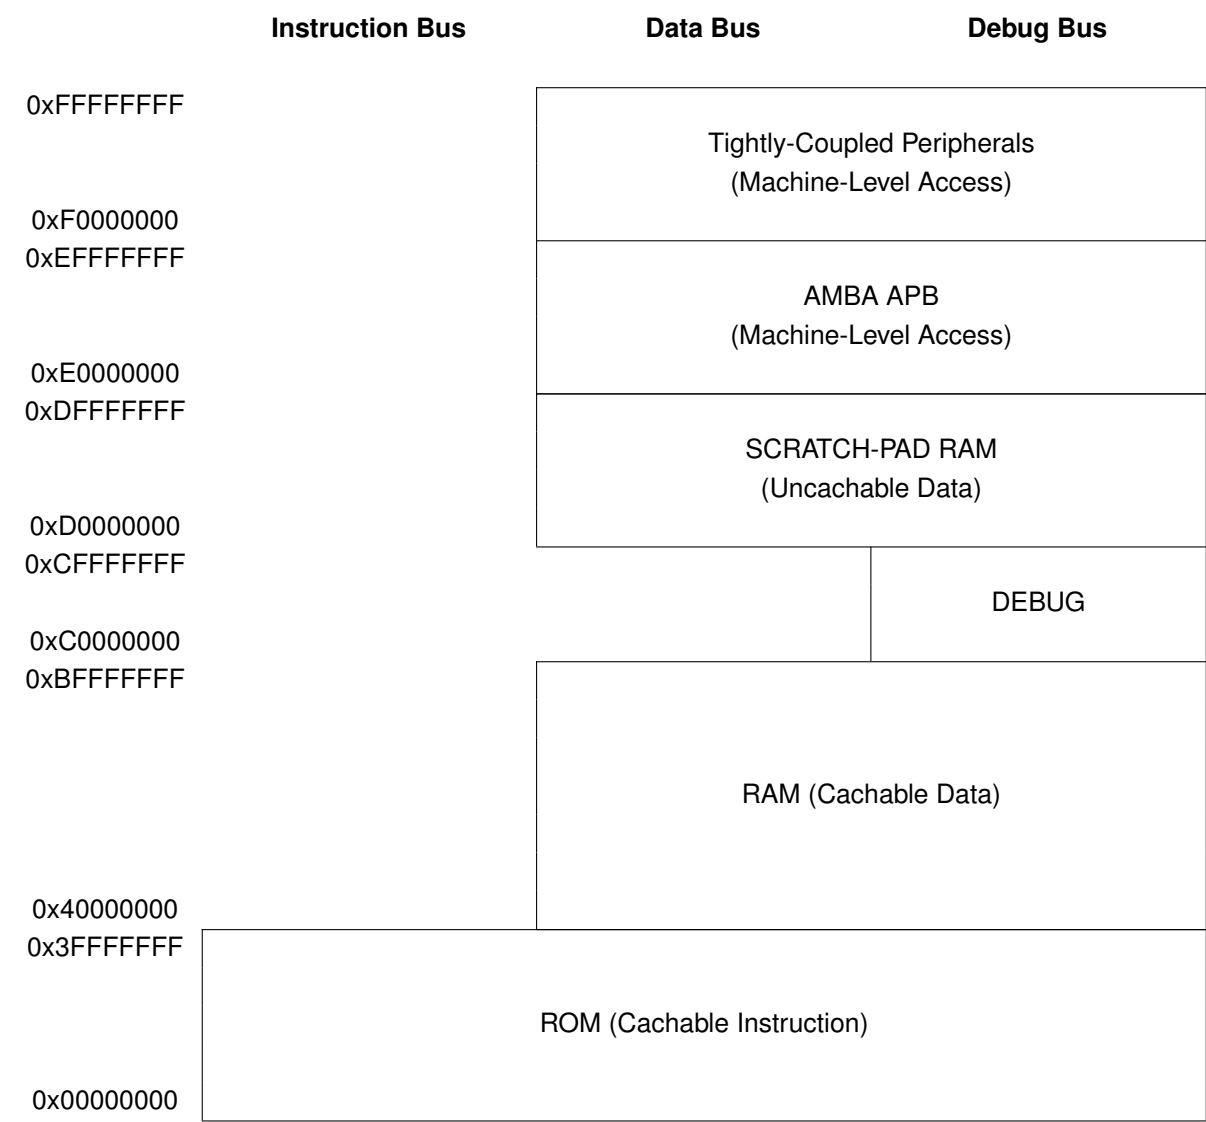 Instruction Bus Data Bus Debug Bus
0xFFFFFFFF
Tightly-Coupled Peripherals
(Machine-Level Access)
0xF0000000
0xEFFFFFFF
AMBA APB
(Machine-Level Access)
0xE0000000
0xDFFFFFFF
SCRATCH-PAD RAM
(Uncachable Data)
0xD0000000
0xCFFFFFFF
DEBUG
0xC0000000
0xBFFFFFFF
RAM (Cachable Data)
0x40000000
0x3FFFFFFF
ROM (Cachable Instruction)
0x00000000